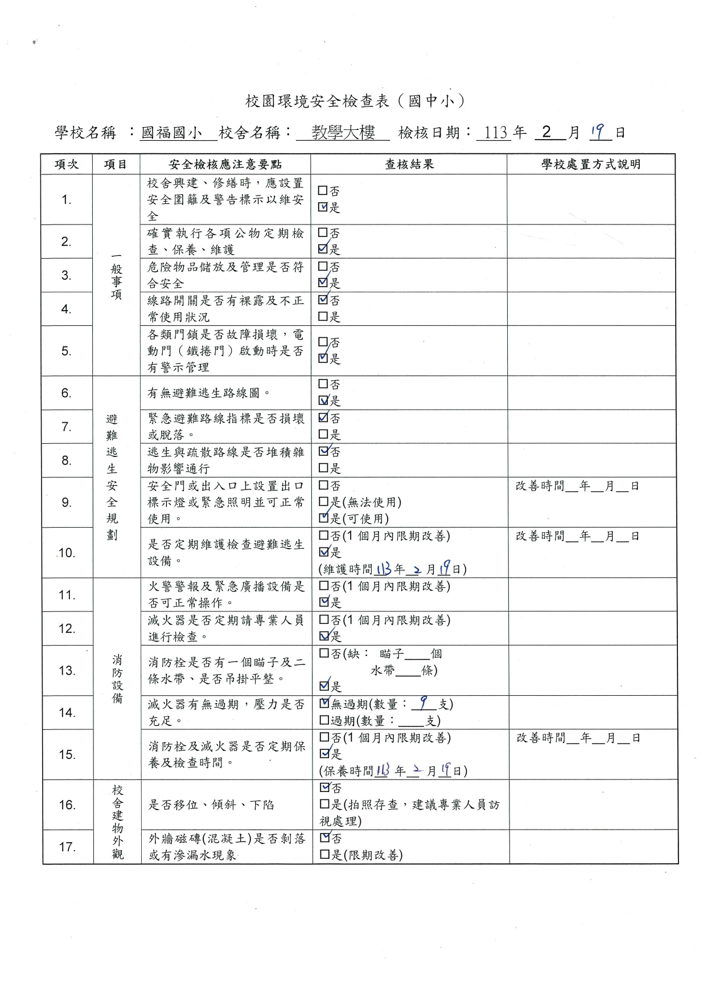 校園環境安全檢查表（國中小）
學校名稱：國福國小 校舍名稱： 教學大樓 檢核日期： 113 年 2 月 19 日
項次 項目 安全檢核應注意要點 查核結果 學校處置方式說明
一般事項
1. 校舍興建、修繕時，應設置
安全圍籬及警告標示以維安
全
☐否
☑是
2. 確實執行各項公物定期檢
查、保養、維護
☐否
☑是
3. 危險物品儲放及管理是否符
合安全
☐否
☑是
4. 線路開關是否有裸露及不正
常使用狀況
☑否
☐是
5. 各類門鎖是否故障損壞，電
動門（鐵捲門）啟動時是否
有警示管理
☐否
☑是
避難逃生安全規劃
6. 有無避難逃生路線圖。
☐否
☑是
7. 緊急避難路線指標是否損壞
或脫落。
☑否
☐是
8. 逃生與疏散路線是否堆積雜
物影響通行
☑否
☐是
9. 安全門或出入口上設置出口
標示燈或緊急照明並可正常
使用。
☐否
☐是(無法使用)
☑是(可使用)
改善時間__年__月__日
10. 是否定期維護檢查避難逃生
設備。
☐否(1 個月內限期改善)
☑是
(維護時間113年 2 月19日)
改善時間__年__月__日
消防設備
11. 火警警報及緊急廣播設備是
否可正常操作。
☐否(1 個月內限期改善)
☑是
12. 滅火器是否定期請專業人員
進行檢查。
☐否(1 個月內限期改善)
☑是
13. 消防栓是否有一個瞄子及二
條水帶、是否吊掛平整。
☐否(缺： 瞄子____個
水帶____條)
☑是
14. 滅火器有無過期，壓力是否
充足。
☑無過期(數量： 9 支)
☐過期(數量：____支)
15. 消防栓及滅火器是否定期保
養及檢查時間。
☐否(1 個月內限期改善)
☑是
(保養時間113 年 2 月19日)
改善時間__年__月__日
校舍建物外觀
16. 是否移位、傾斜、下陷
☑否
☐是(拍照存查，建議專業人員訪
視處理)
17. 外牆磁磚(混凝土)是否剝落
或有滲漏水現象
☑否
☐是(限期改善)